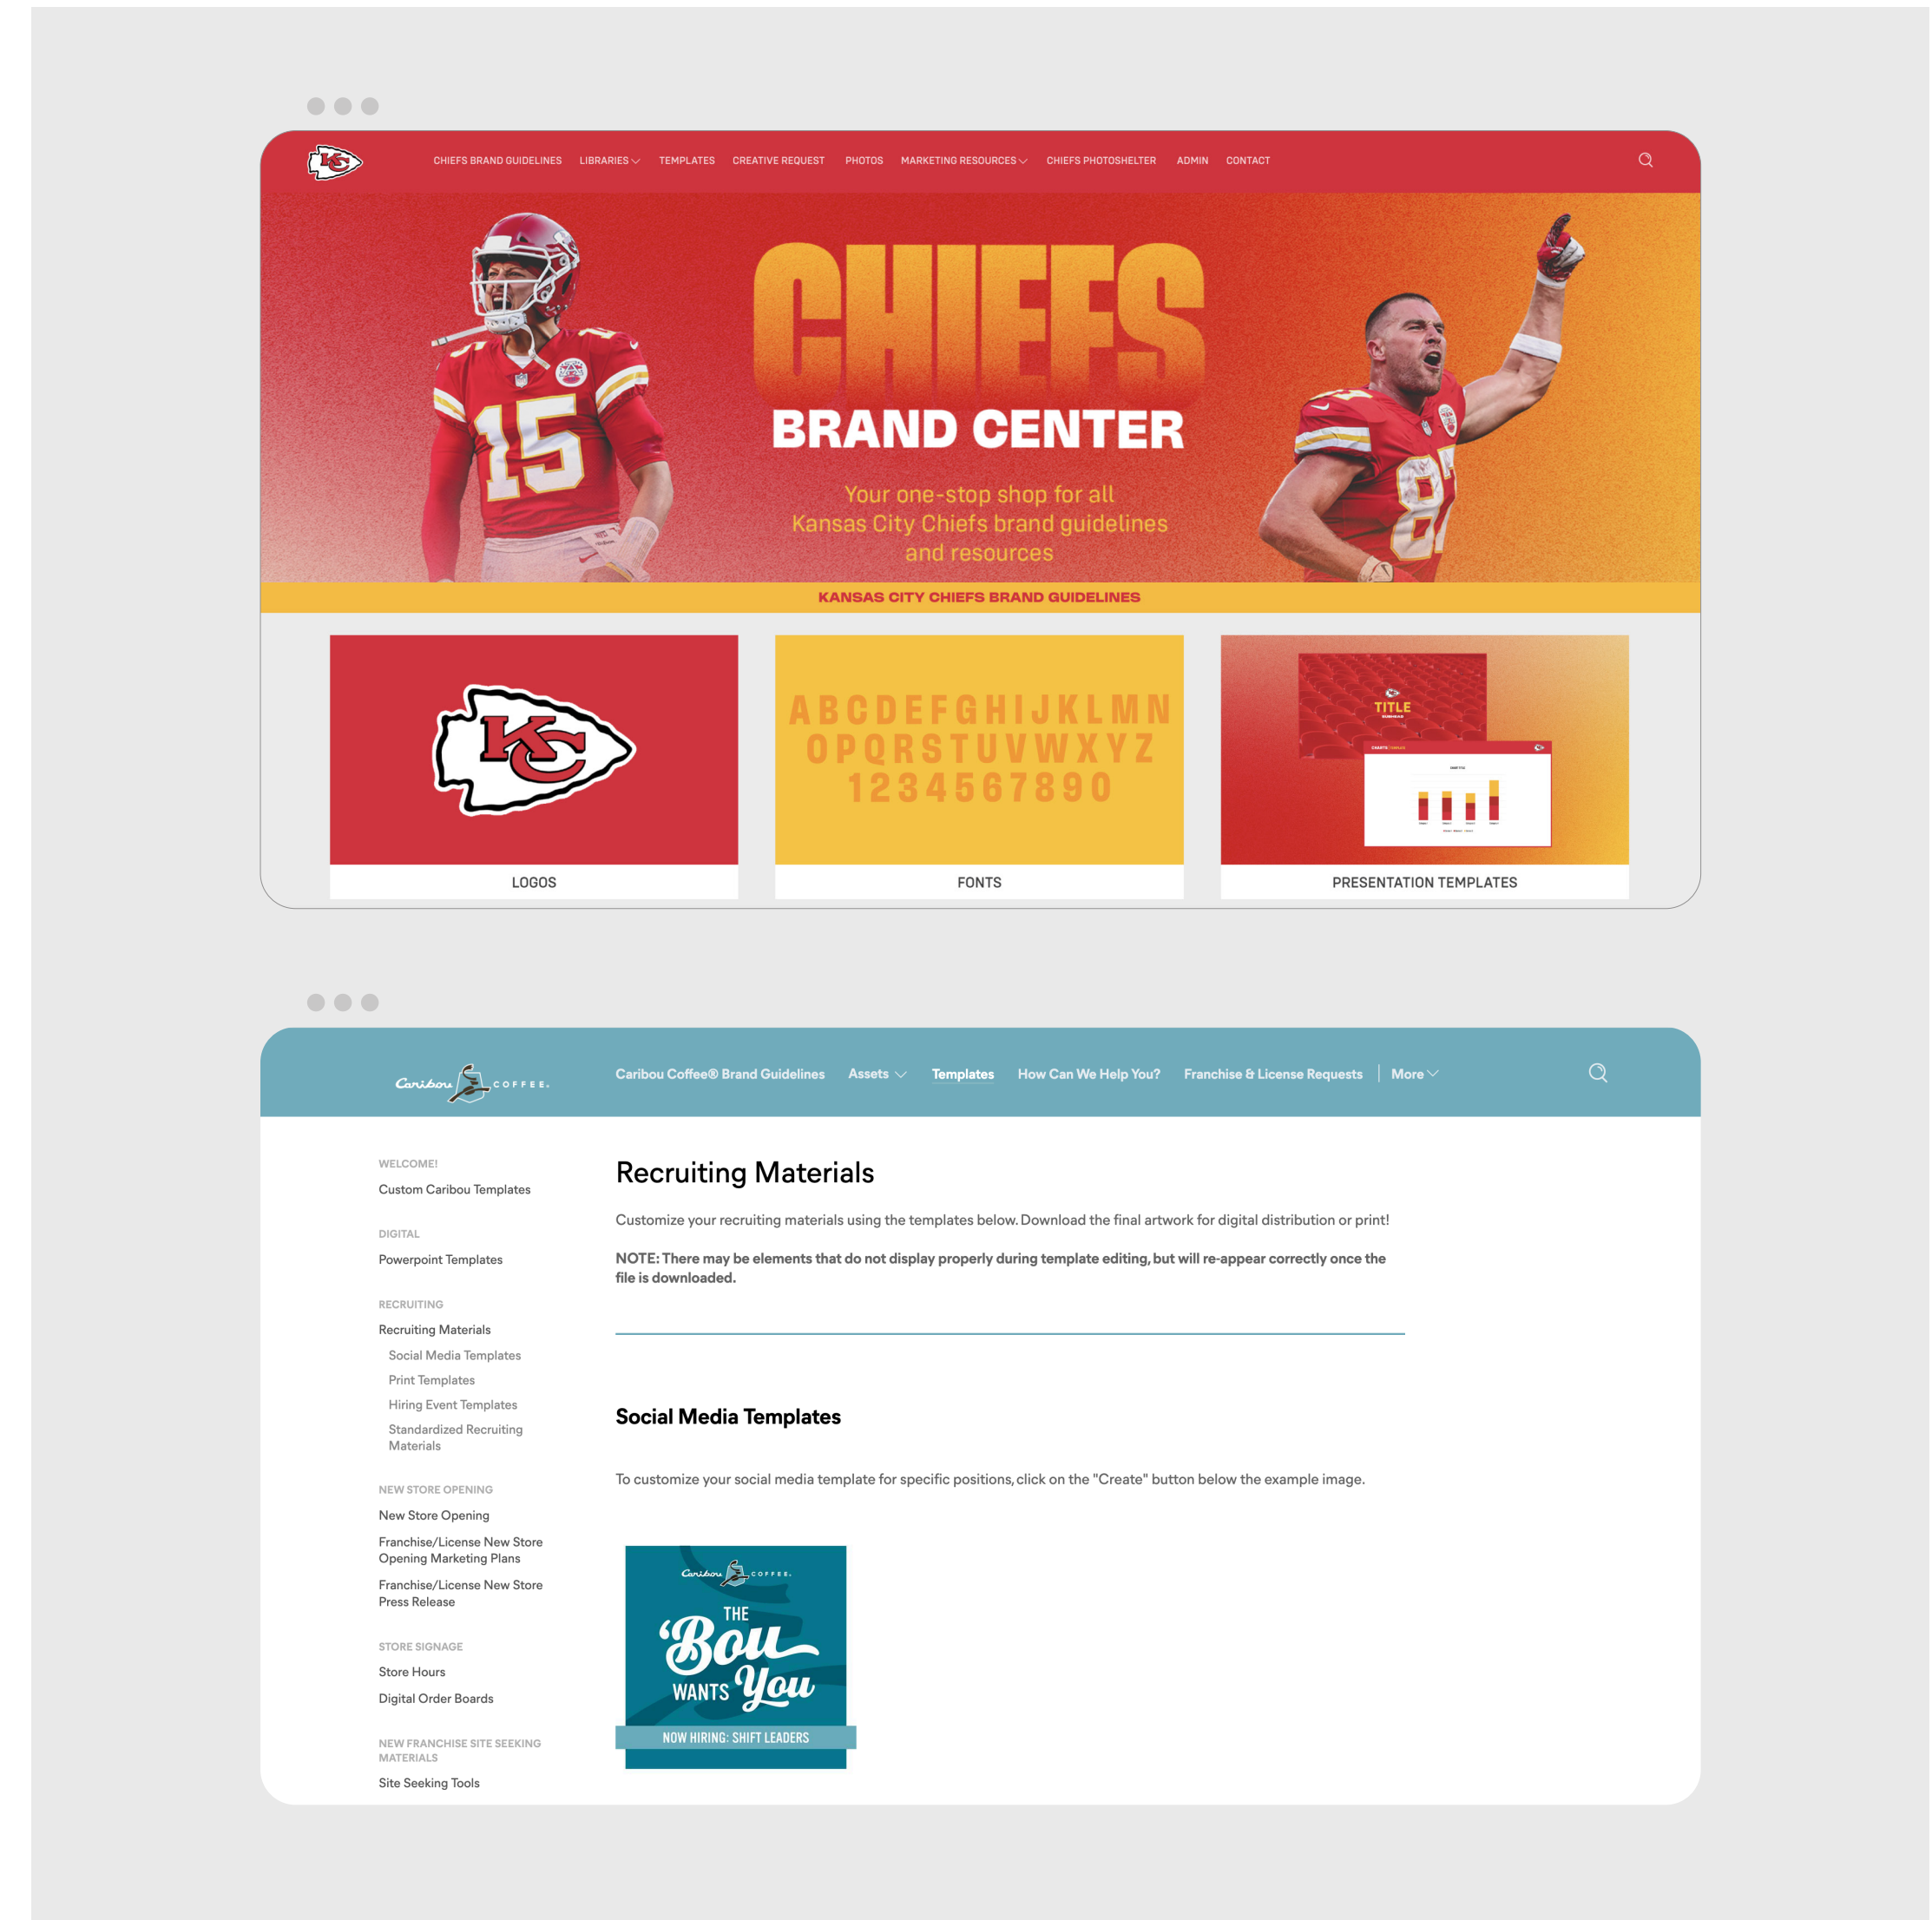 KC
CHIEFS BRAND GUIDELINES
LIBRARIES
TEMPLATES
CREATIVE REQUEST
PHOTOS
MARKETING RESOURCES
CHIEFS PHOTOSHELTER
ADMIN
CONTACT
CHIEFS
BRAND CENTER
Your one-stop shop for all
Kansas City Chiefs brand guidelines
and resources
15
87
KANSAS CITY CHIEFS BRAND GUIDELINES
KC
LOGOS
ABCDEFGHIJKLMN
OPQRSTUVWXYZ
1234567890
FONTS
TITLE
PRESENTATION TEMPLATES
Caribou COFFEE®
Caribou Coffee® Brand Guidelines
Assets
Templates
How Can We Help You?
Franchise & License Requests
More
WELCOME!
Custom Caribou Templates
DIGITAL
Powerpoint Templates
RECRUITING
Recruiting Materials
Social Media Templates
Print Templates
Hiring Event Templates
Standardized Recruiting
Materials
NEW STORE OPENING
New Store Opening
Franchise/License New Store
Opening Marketing Plans
Franchise/License New Store
Press Release
STORE SIGNAGE
Store Hours
Digital Order Boards
NEW FRANCHISE SITE SEEKING
MATERIALS
Site Seeking Tools
Recruiting Materials
Customize your recruiting materials using the templates below. Download the final artwork for digital distribution or print!
NOTE: There may be elements that do not display properly during template editing, but will re-appear correctly once the
file is downloaded.
Social Media Templates
To customize your social media template for specific positions, click on the "Create" button below the example image.
Caribou COFFEE®
THE
'Bou
WANTS You
NOW HIRING: SHIFT LEADERS